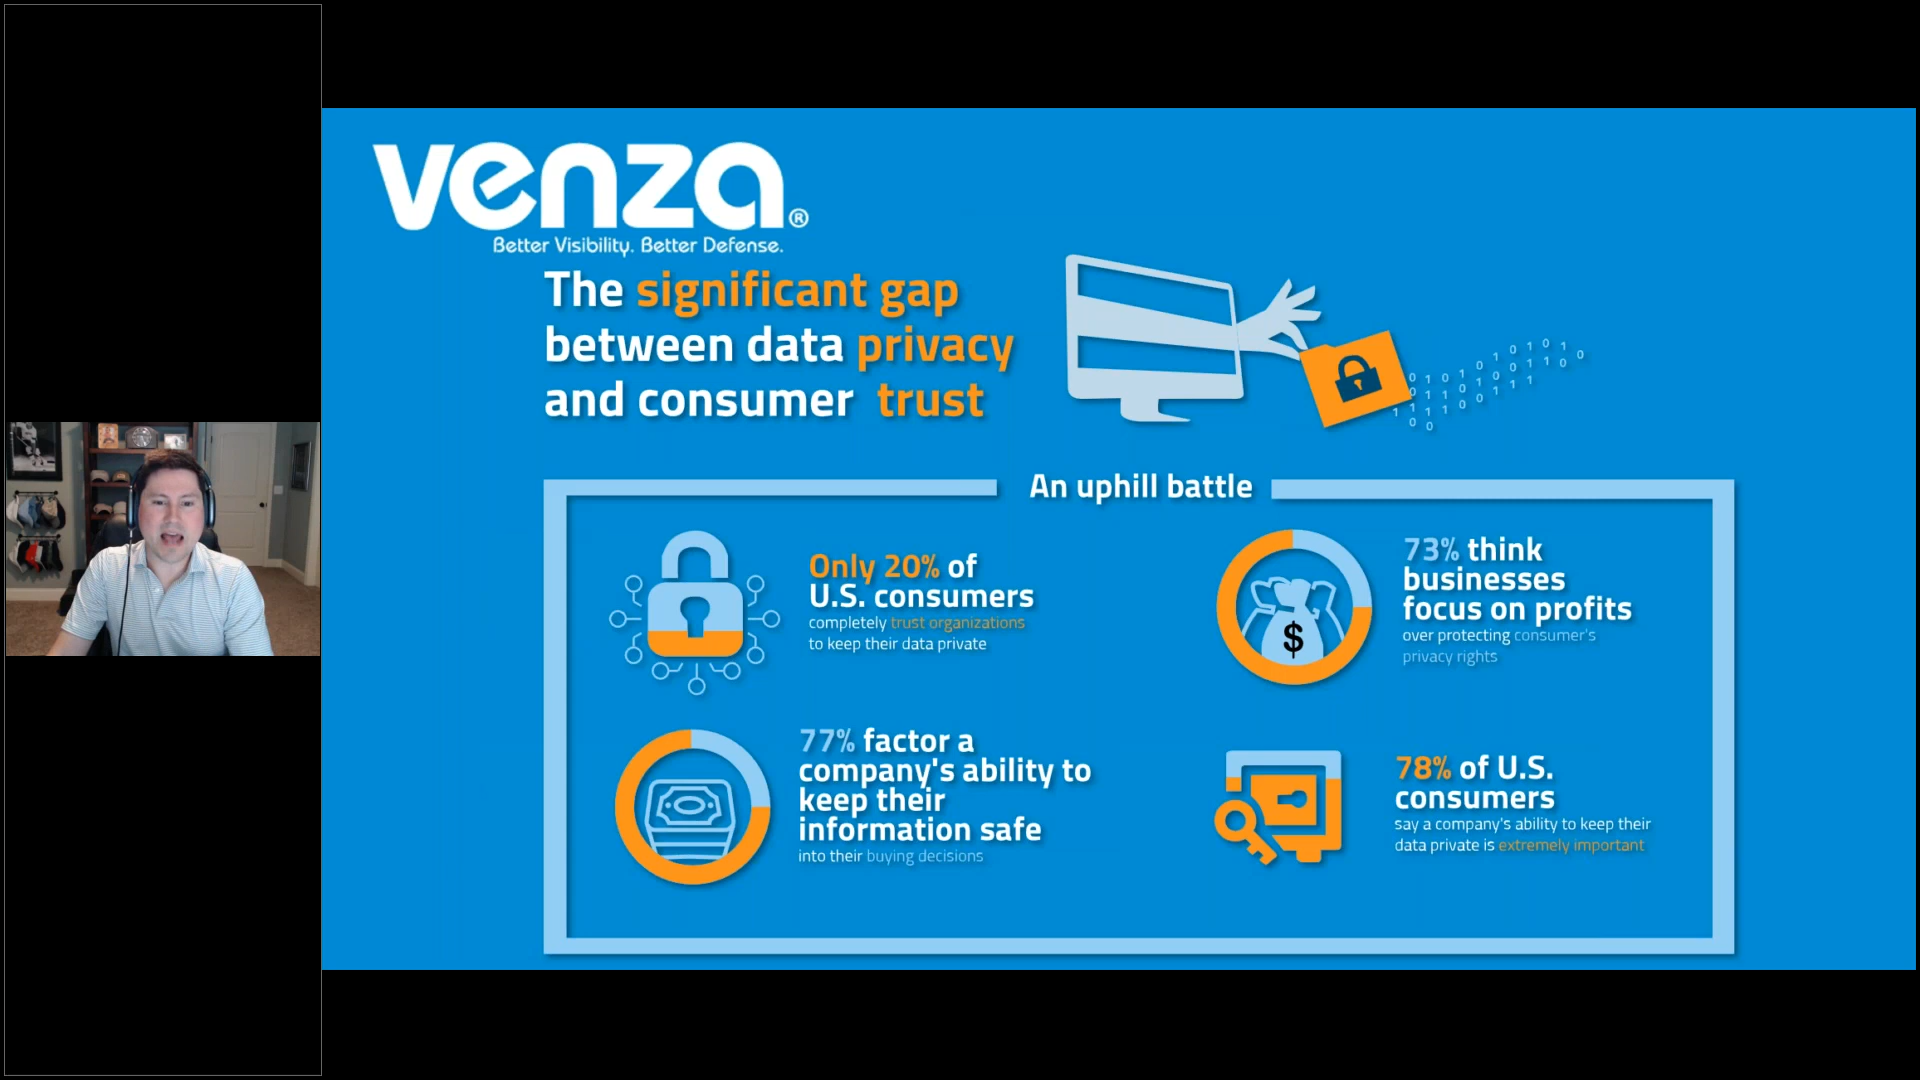 venza®
Better Visibility. Better Defense.
The significant gap
between data privacy
and consumer trust
An uphill battle
Only 20% of
U.S. consumers
completely trust organizations
to keep their data private
73% think
businesses
focus on profits
over protecting consumer's
privacy rights
$
77% factor a
company's ability to
keep their
information safe
into their buying decisions
78% of U.S.
consumers
say a company's ability to keep their
data private is extremely important